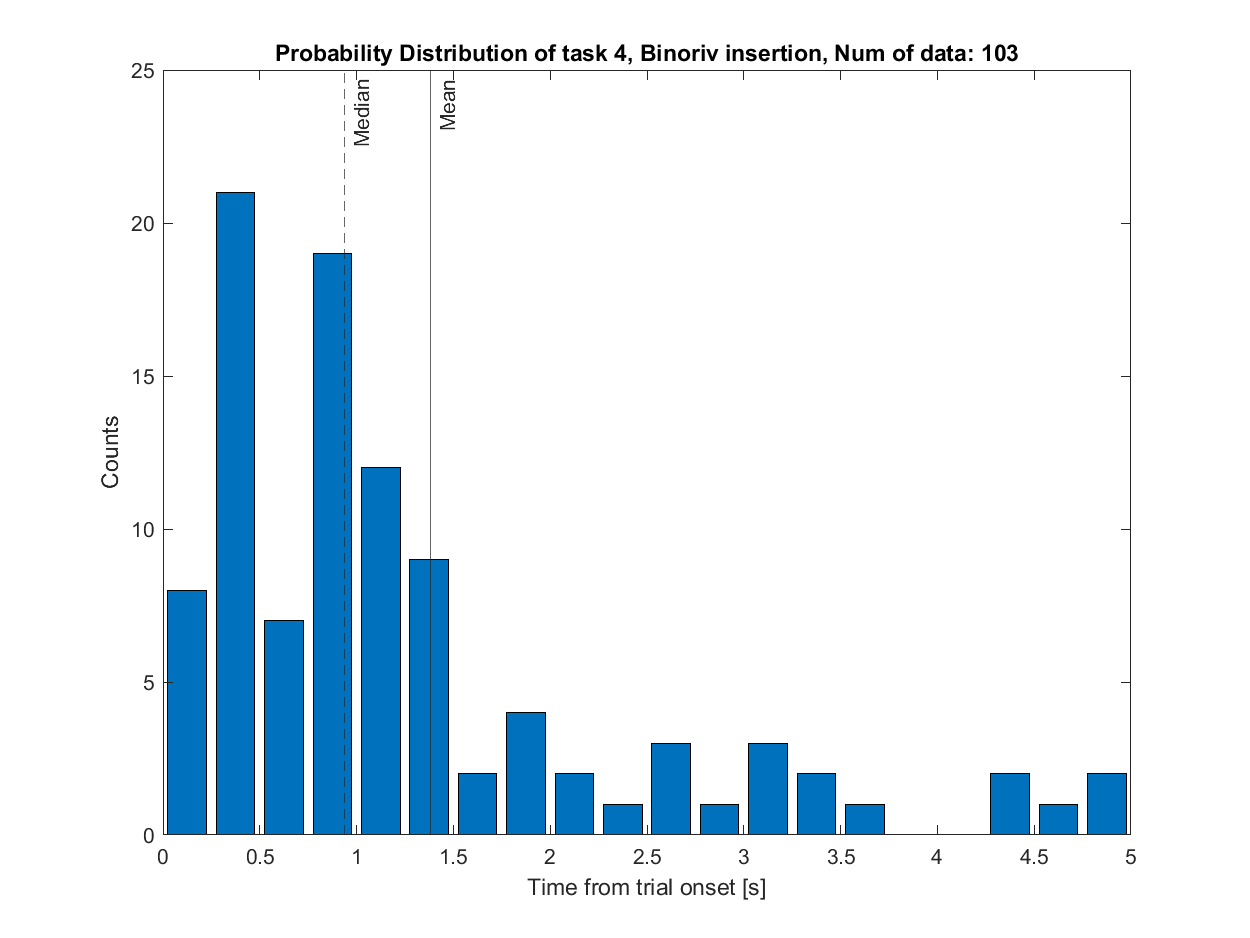 Probability Distribution of task 4, Binoriv insertion, Num of data: 103
25
20
15
10
5
0
Counts
Median
Mean
0 0.5 1 1.5 2 2.5 3 3.5 4 4.5 5
Time from trial onset [s]